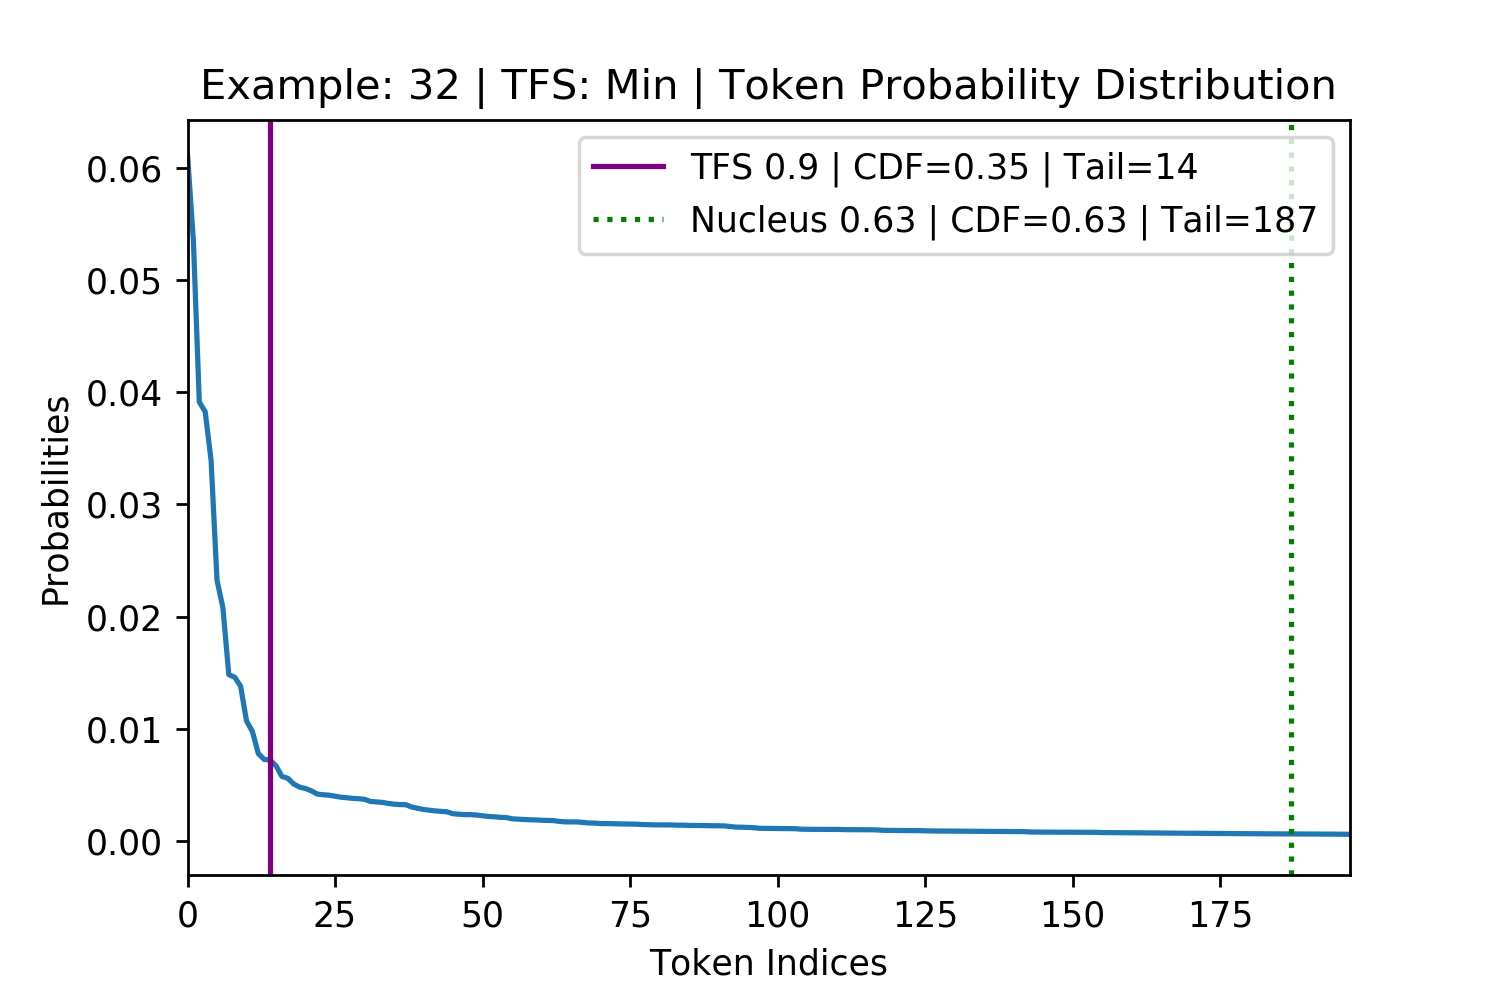 Example: 32 | TFS: Min | Token Probability Distribution
TFS 0.9 | CDF=0.35 | Tail=14
Nucleus 0.63 | CDF=0.63 | Tail=187
0.06
0.05
0.04
0.03
0.02
0.01
0.00
Probabilities
0 25 50 75 100 125 150 175
Token Indices